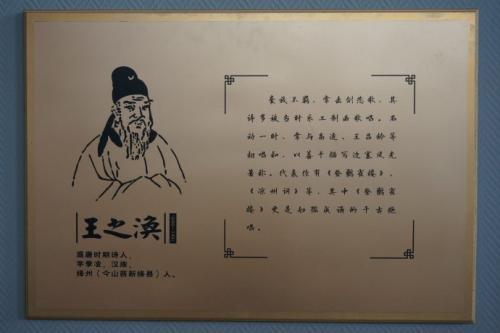 王之涣
盛唐时期诗人,
字季凌,汉族,
绛州(今山西新绛县)人。
豪放不羁,常击剑悲歌,其
诗多被当时乐工制曲歌唱。名
动一时,常与高适、王昌龄等
相唱和,以善于描写边塞风光
著称。代表作有《登鹳雀楼》、
《凉州词》等,其中《登鹳雀
楼》更是妇孺成诵的千古绝
唱。